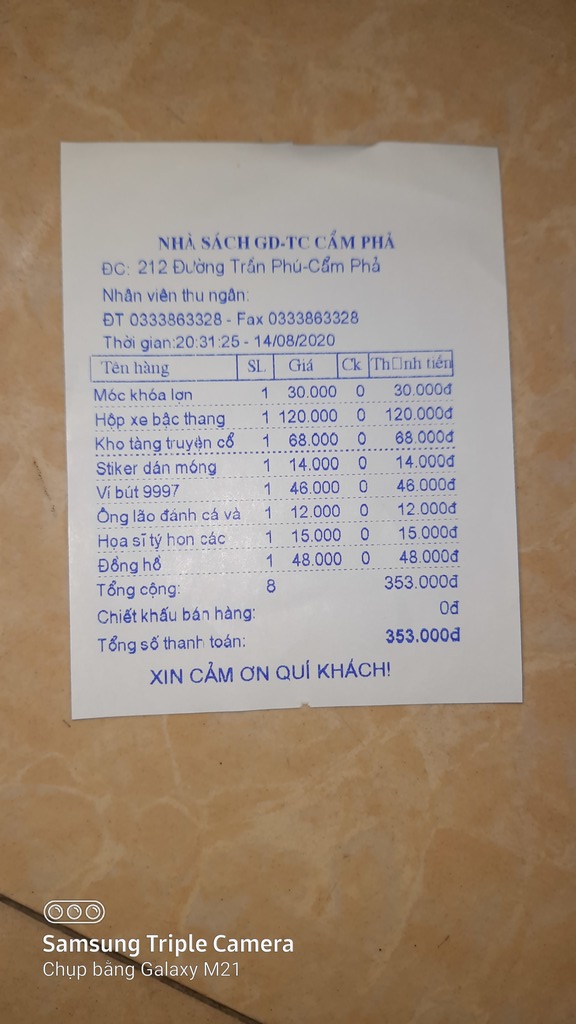 NHÀ SÁCH GD-TC CẨM PHẢ
ĐC: 212 Đường Trần Phú-Cẩm Phả
Nhân viên thu ngân:
ĐT 0333863328 - Fax 0333863328
Thời gian:20:31:25 - 14/08/2020
Tên hàng SL Giá Ck Th□nh tiền
Móc khóa lợn 1 30.000 0 30.000đ
Hộp xe bậc thang 1 120.000 0 120.000đ
Kho tàng truyện cổ 1 68.000 0 68.000đ
Stiker dán móng 1 14.000 0 14.000đ
Ví bút 9997 1 46.000 0 46.000đ
Ông lão đánh cá và 1 12.000 0 12.000đ
Họa sĩ tý hon các 1 15.000 0 15.000đ
Đồng hồ 1 48.000 0 48.000đ
Tổng cộng: 8 353.000đ
Chiết khấu bán hàng: 0đ
Tổng số thanh toán: 353.000đ
XIN CẢM ƠN QUÍ KHÁCH!
Samsung Triple Camera
Chụp bằng Galaxy M21